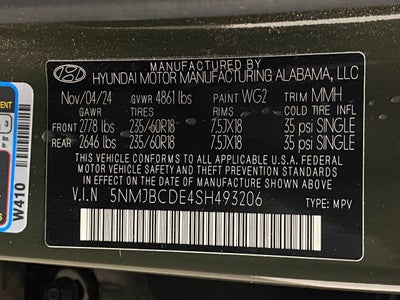 MANUFACTURED BY
HYUNDAI MOTOR MANUFACTURING ALABAMA, LLC
Nov/04/24 GVWR 4861 lbs PAINT WG2 TRIM MMH
GAWR TIRES RIMS COLD TIRE INFL
FRONT 2778 lbs 235/60R18 7.5JX18 35 psi SINGLE
REAR 2646 lbs 235/60R18 7.5JX18 35 psi SINGLE
THIS VEHICLE CONFORMS TO ALL APPLICABLE U.S.A. FEDERAL
MOTOR VEHICLE SAFETY AND THEFT PREVENTION STANDARDS
IN EFFECT ON THE DATE OF MANUFACTURE SHOWN ABOVE.
V.I.N 5NMJBCDE4SH493206 TYPE: MPV
W410